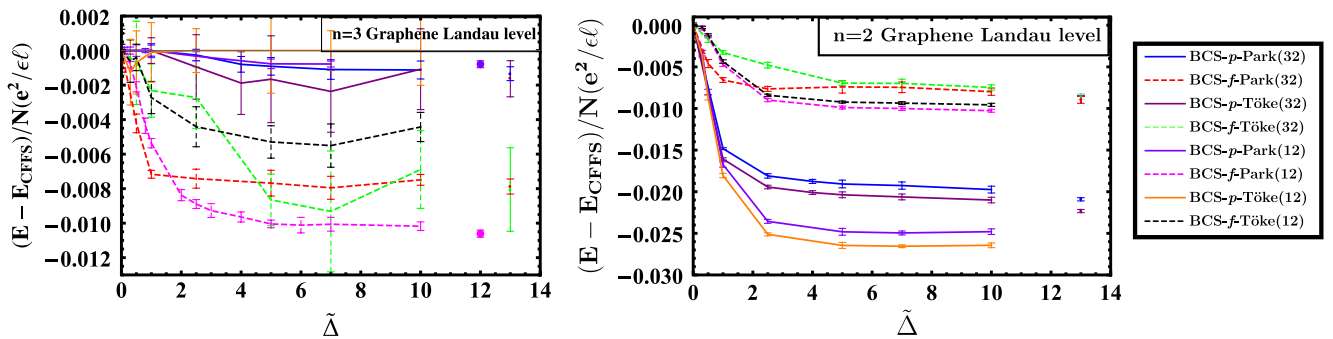 (E − E_CFFS)/N(e²/ϵℓ)
0.002
0.000
−0.002
−0.004
−0.006
−0.008
−0.010
−0.012
n=3 Graphene Landau level
0 2 4 6 8 10 12 14
Δ̃
(E − E_CFFS)/N(e²/ϵℓ)
0.000
−0.005
−0.010
−0.015
−0.020
−0.025
−0.030
n=2 Graphene Landau level
0 2 4 6 8 10 12 14
Δ̃
BCS-p-Park(32)
BCS-f-Park(32)
BCS-p-Töke(32)
BCS-f-Töke(32)
BCS-p-Park(12)
BCS-f-Park(12)
BCS-p-Töke(12)
BCS-f-Töke(12)